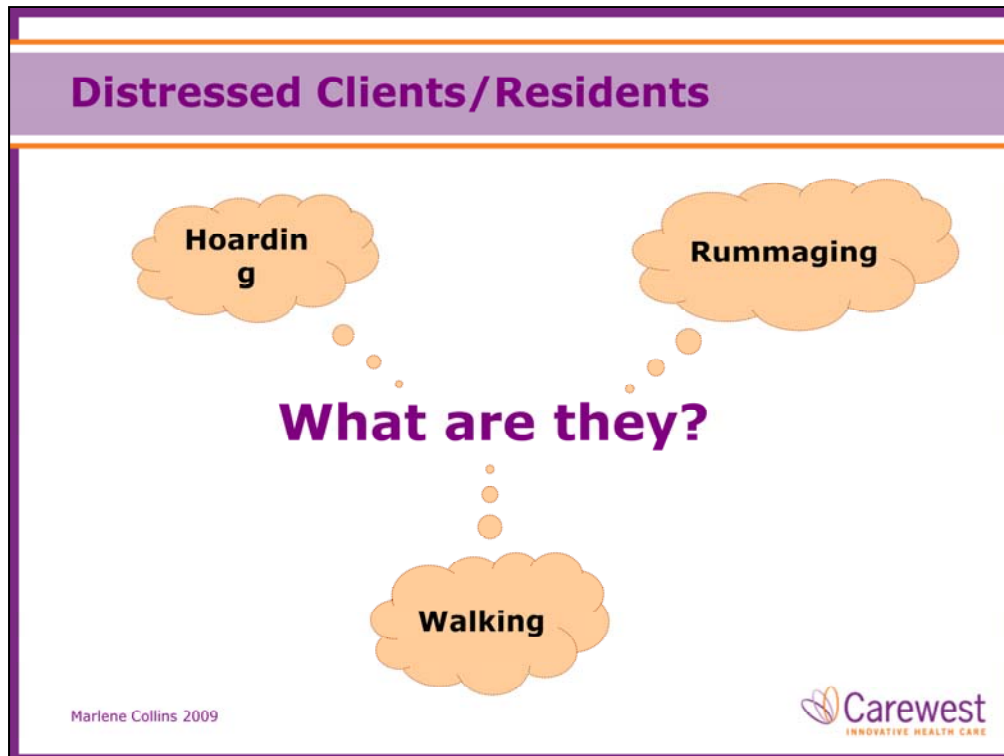 Distressed Clients/Residents
Hoardin
g
Rummaging
What are they?
Walking
Marlene Collins 2009
Carewest
INNOVATIVE HEALTH CARE